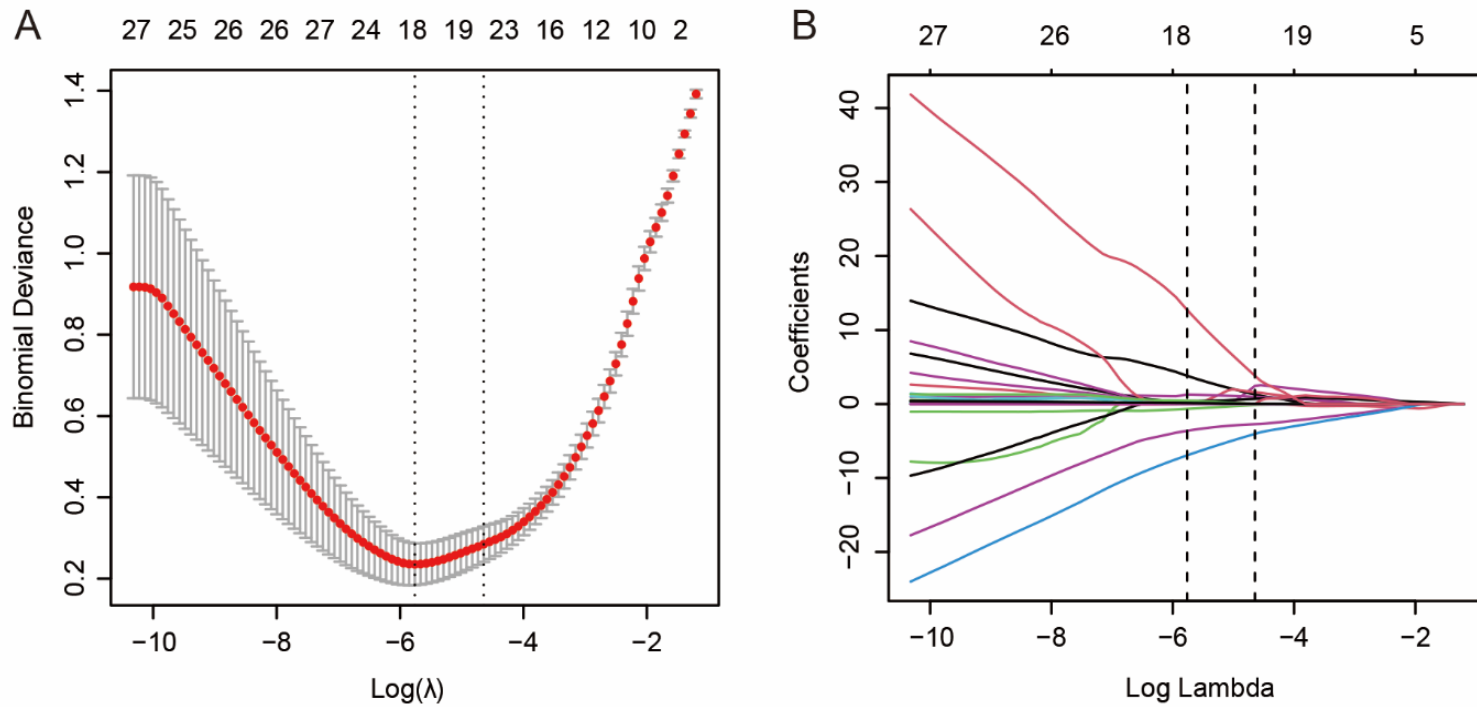 A
27 25 26 26 27 24 18 19 23 16 12 10 2
1.4
1.2
1.0
0.8
0.6
0.4
0.2
Binomial Deviance
−10 −8 −6 −4 −2
Log(λ)
B
27 26 18 19 5
40
30
20
10
0
−10
−20
Coefficients
−10 −8 −6 −4 −2
Log Lambda